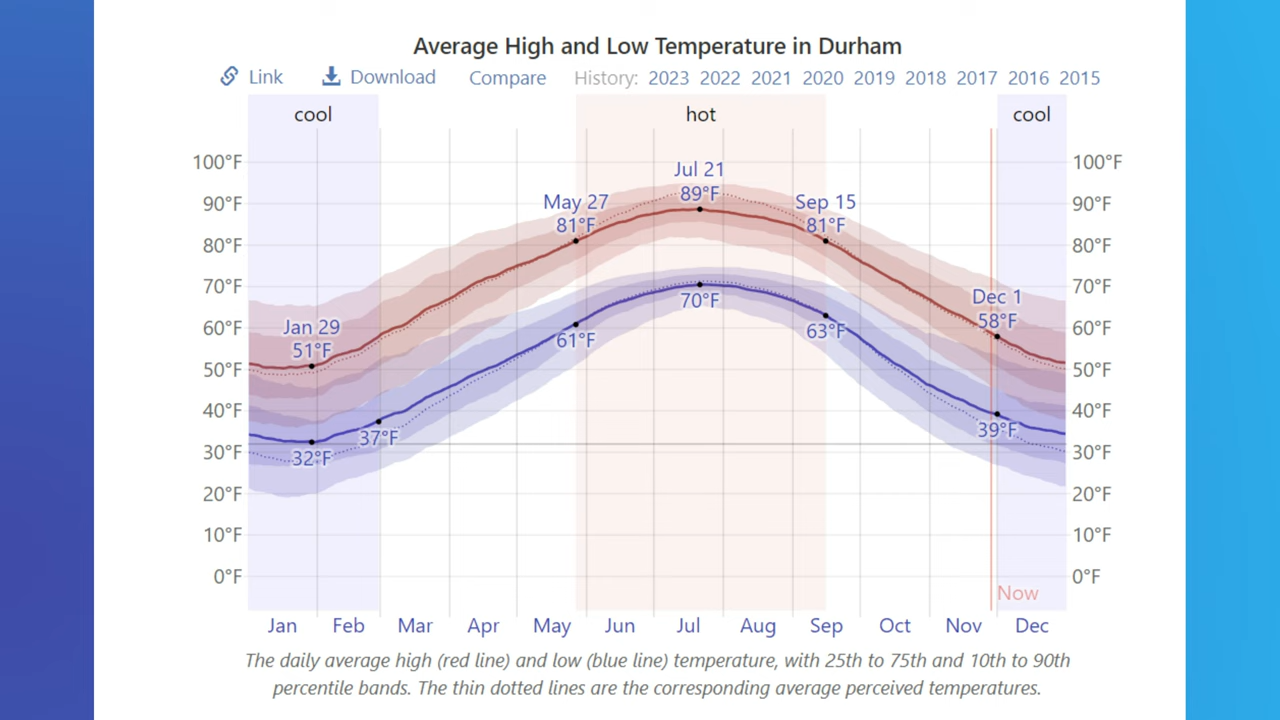 Average High and Low Temperature in Durham
Link Download Compare History: 2023 2022 2021 2020 2019 2018 2017 2016 2015
cool hot cool
100°F 100°F
90°F 90°F
80°F 80°F
70°F 70°F
60°F 60°F
50°F 50°F
40°F 40°F
30°F 30°F
20°F 20°F
10°F 10°F
0°F 0°F
Jan 29
51°F
32°F
37°F
May 27
81°F
61°F
Jul 21
89°F
70°F
Sep 15
81°F
63°F
Dec 1
58°F
39°F
Now
Jan Feb Mar Apr May Jun Jul Aug Sep Oct Nov Dec
The daily average high (red line) and low (blue line) temperature, with 25th to 75th and 10th to 90th
percentile bands. The thin dotted lines are the corresponding average perceived temperatures.